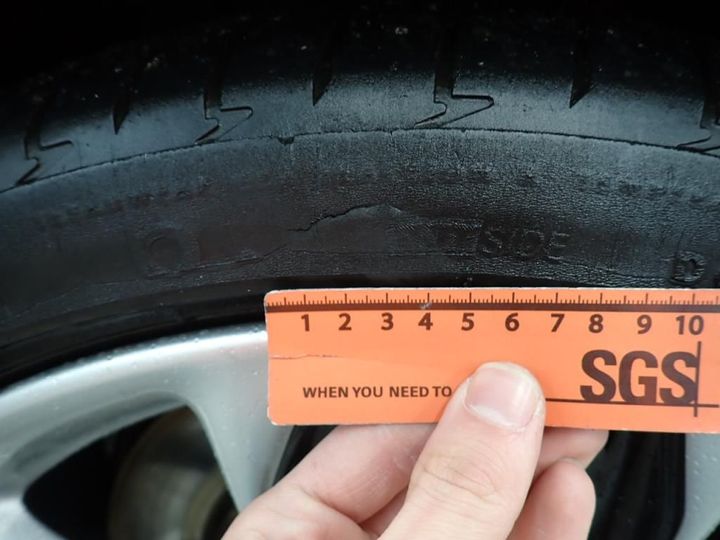 SIDE
D
1 2 3 4 5 6 7 8 9 10
SGS
WHEN YOU NEED TO